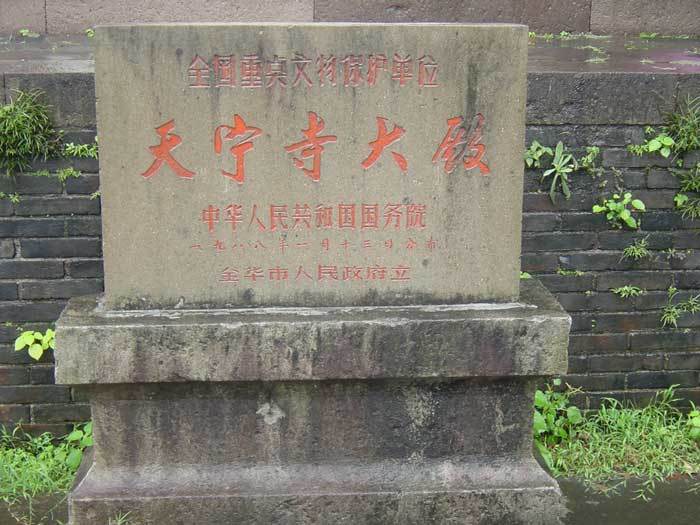 全国重点文物保护单位
天宁寺大殿
中华人民共和国国务院
一九八八年一月十三日公布
金华市人民政府立